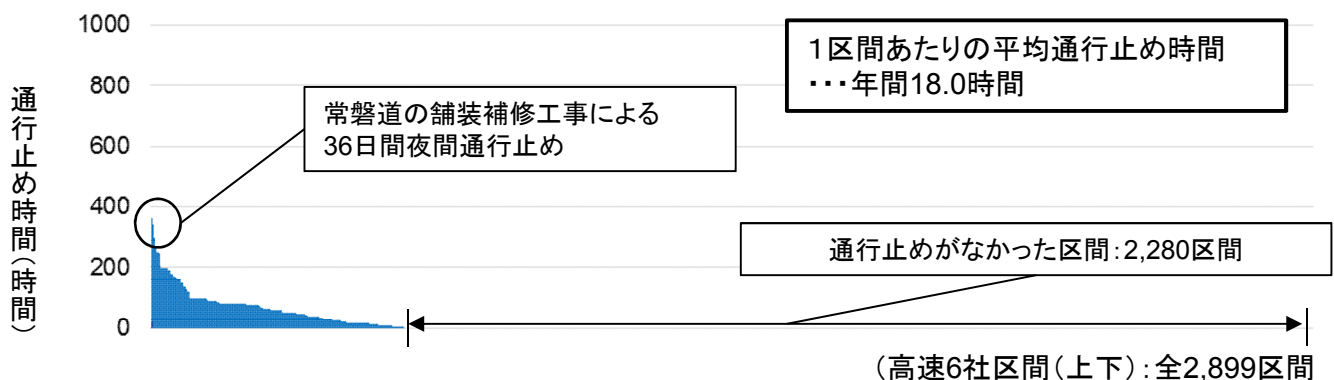 1000
1区間あたりの平均通行止め時間
・・・年間18.0時間
800
通行止め時間(時間)
常磐道の舗装補修工事による
36日間夜間通行止め
600
400
通行止めがなかった区間:2,280区間
200
0
(高速6社区間(上下):全2,899区間